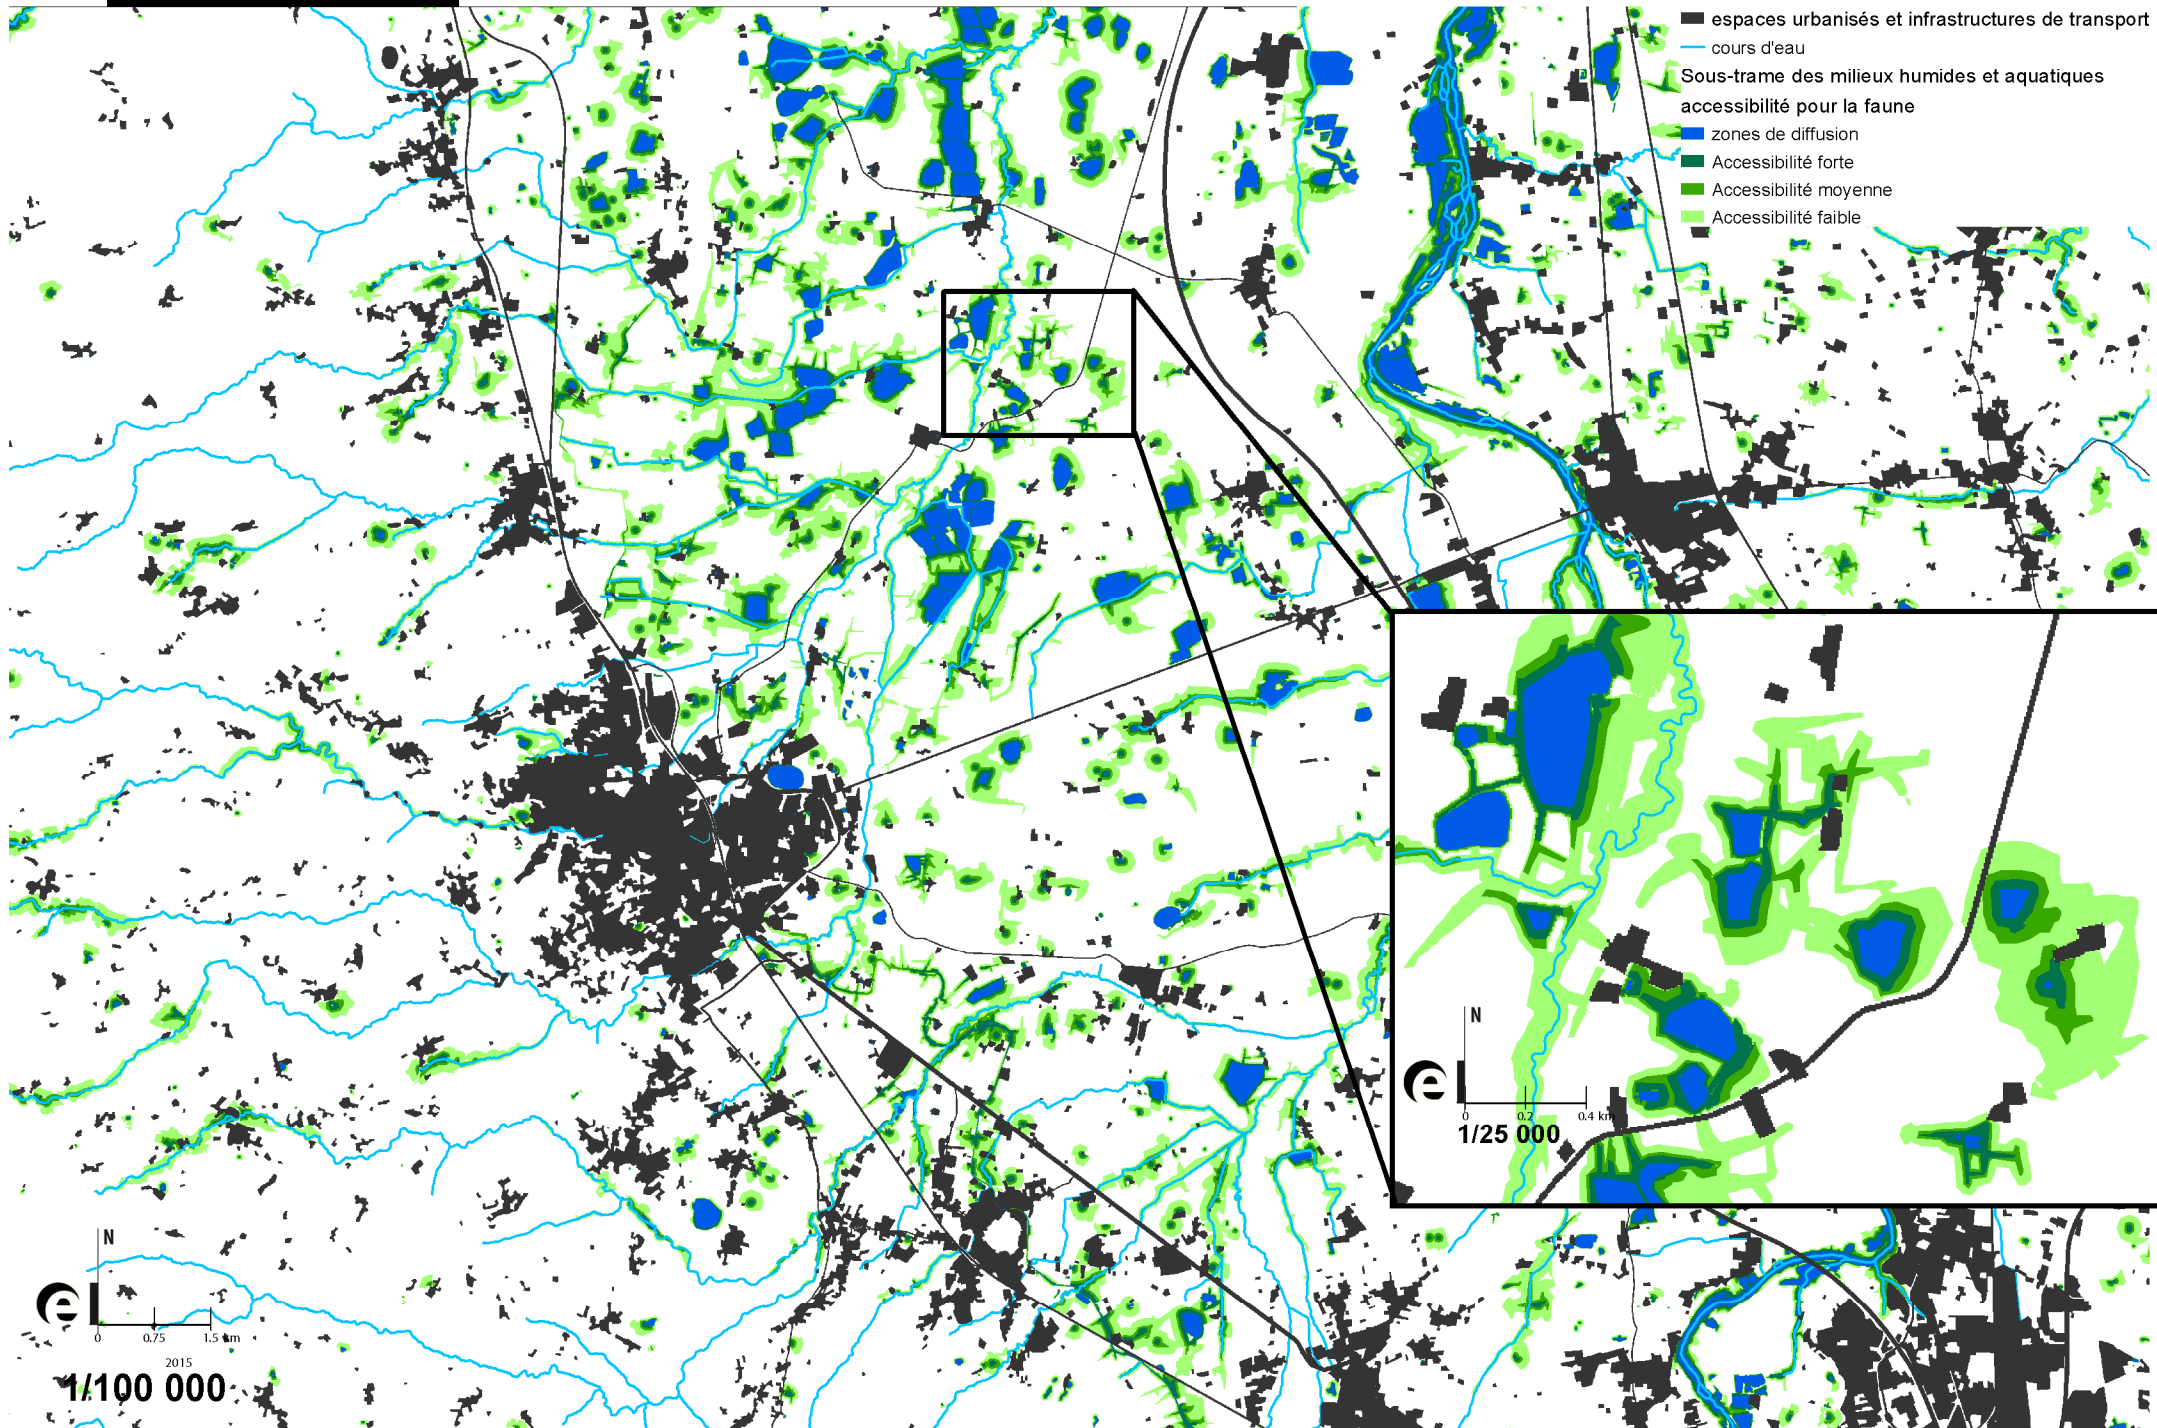 espaces urbanisés et infrastructures de transport
cours d'eau
Sous-trame des milieux humides et aquatiques
accessibilité pour la faune
zones de diffusion
Accessibilité forte
Accessibilité moyenne
Accessibilité faible
N
e
0 0.2 0.4 km
1/25 000
N
e
0 0.75 1.5 km
2015
1/100 000